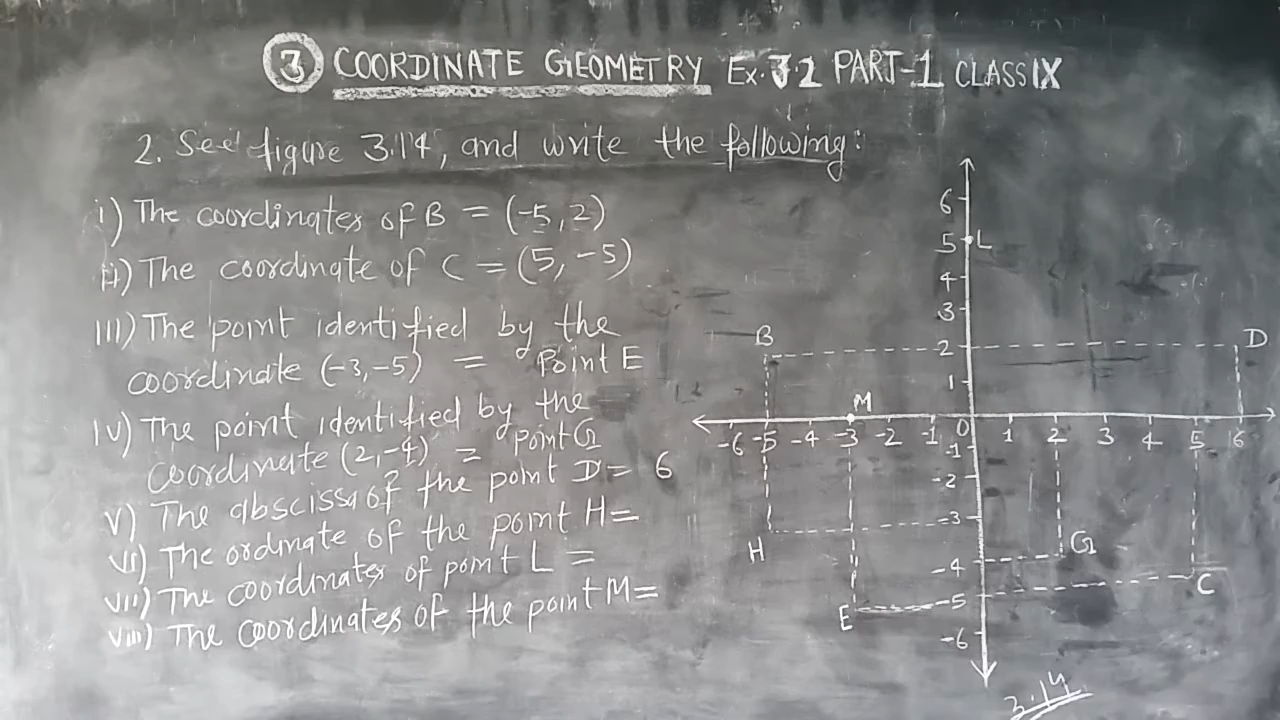 3 COORDINATE GEOMETRY Ex. 3.2 PART-1 CLASS IX
2. See figure 3.14, and write the following:
i) The coordinates of B = (-5, 2)
ii) The coordinate of C = (5, -5)
III) The point identified by the
coordinate (-3, -5) = Point E
IV) The point identified by the
coordinate (2, -4) = point G
V) The abscissa of the point D = 6
VI) The ordinate of the point H =
VII) The coordinates of point L =
VIII) The coordinates of the point M =
6
5 L
4
3
B 2 D
1
M
-6 -5 -4 -3 -2 -1 0 1 2 3 4 5 6
-1
-2
-3
H -4 G
E -5 C
-6
3.14